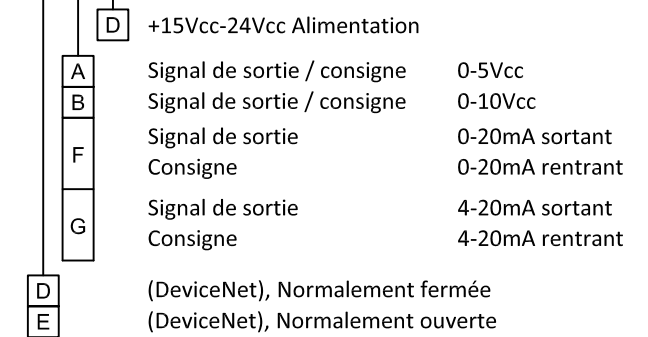 D +15Vcc-24Vcc Alimentation
A Signal de sortie / consigne 0-5Vcc
B Signal de sortie / consigne 0-10Vcc
F Signal de sortie 0-20mA sortant
Consigne 0-20mA rentrant
G Signal de sortie 4-20mA sortant
Consigne 4-20mA rentrant
D (DeviceNet), Normalement fermée
E (DeviceNet), Normalement ouverte